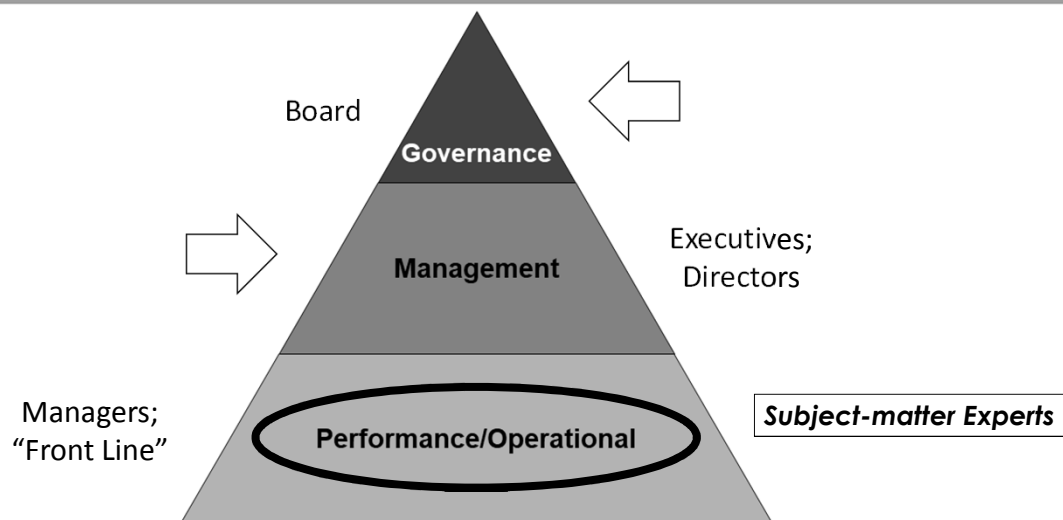 Board
Governance
Management
Executives;
Directors
Managers;
“Front Line”
Performance/Operational
Subject-matter Experts